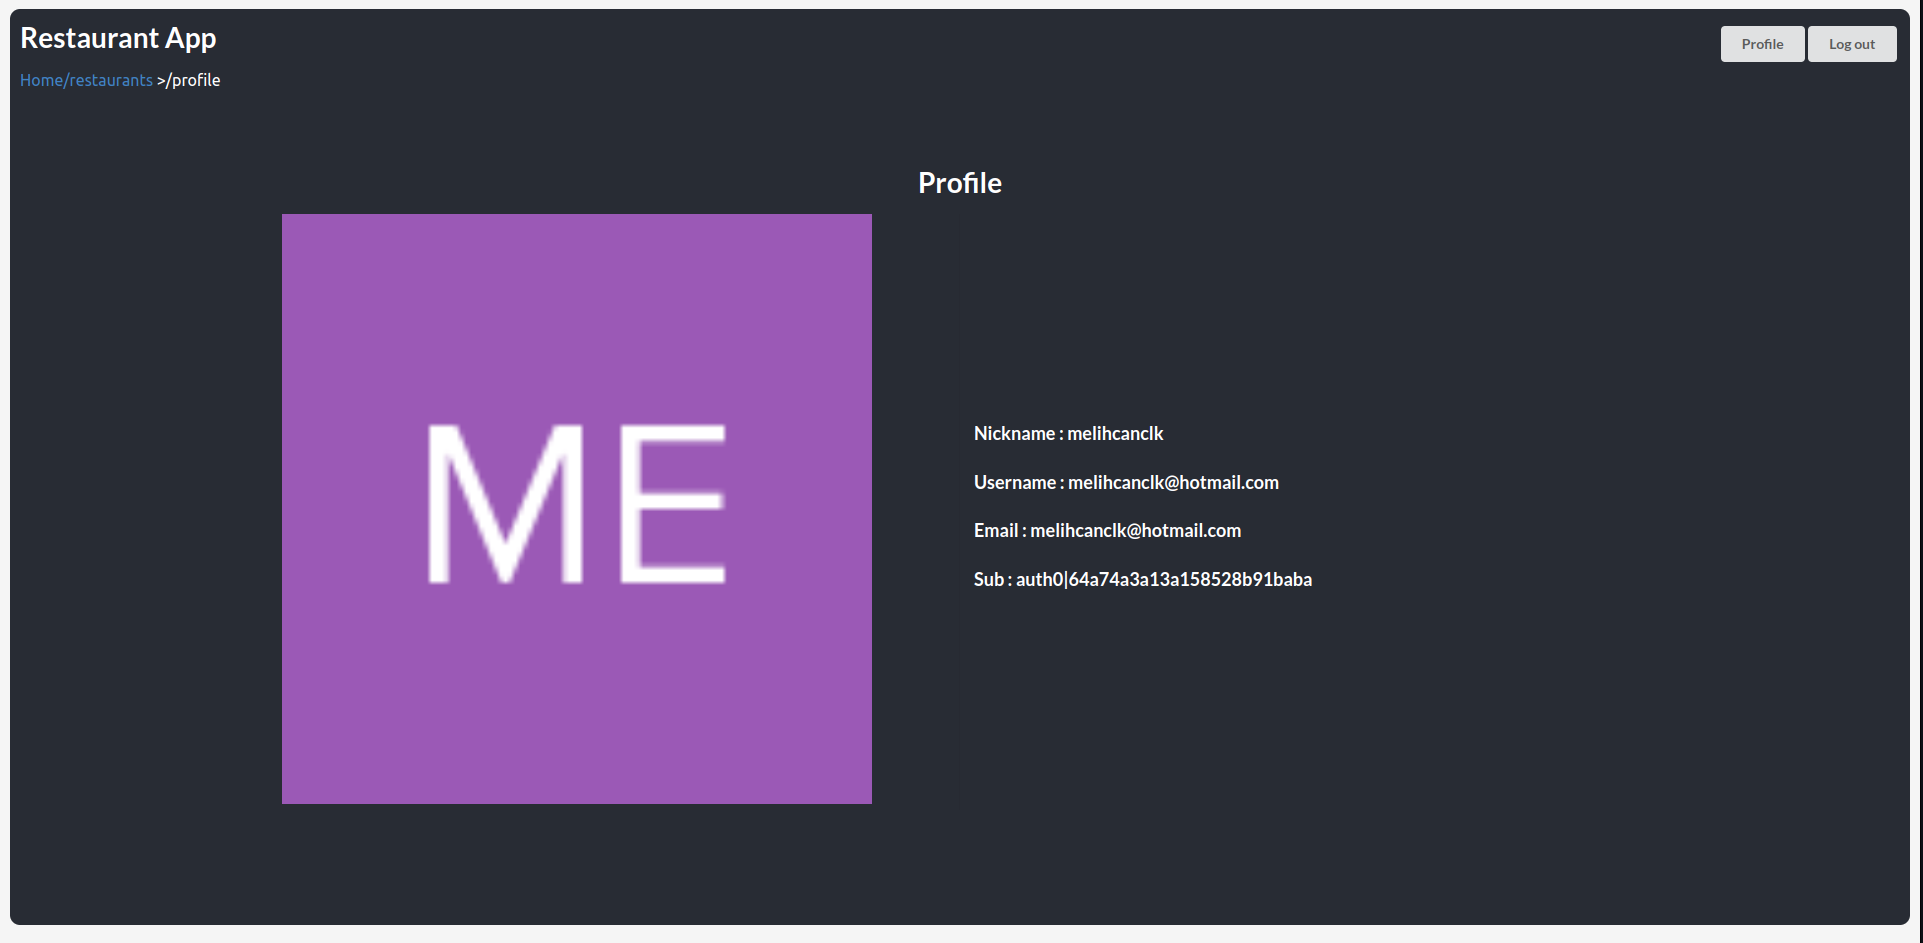 Restaurant App
Profile
Log out
Home/restaurants >/profile
Profile
ME
Nickname : melihcanclk
Username : melihcanclk@hotmail.com
Email : melihcanclk@hotmail.com
Sub : auth0|64a74a3a13a158528b91baba